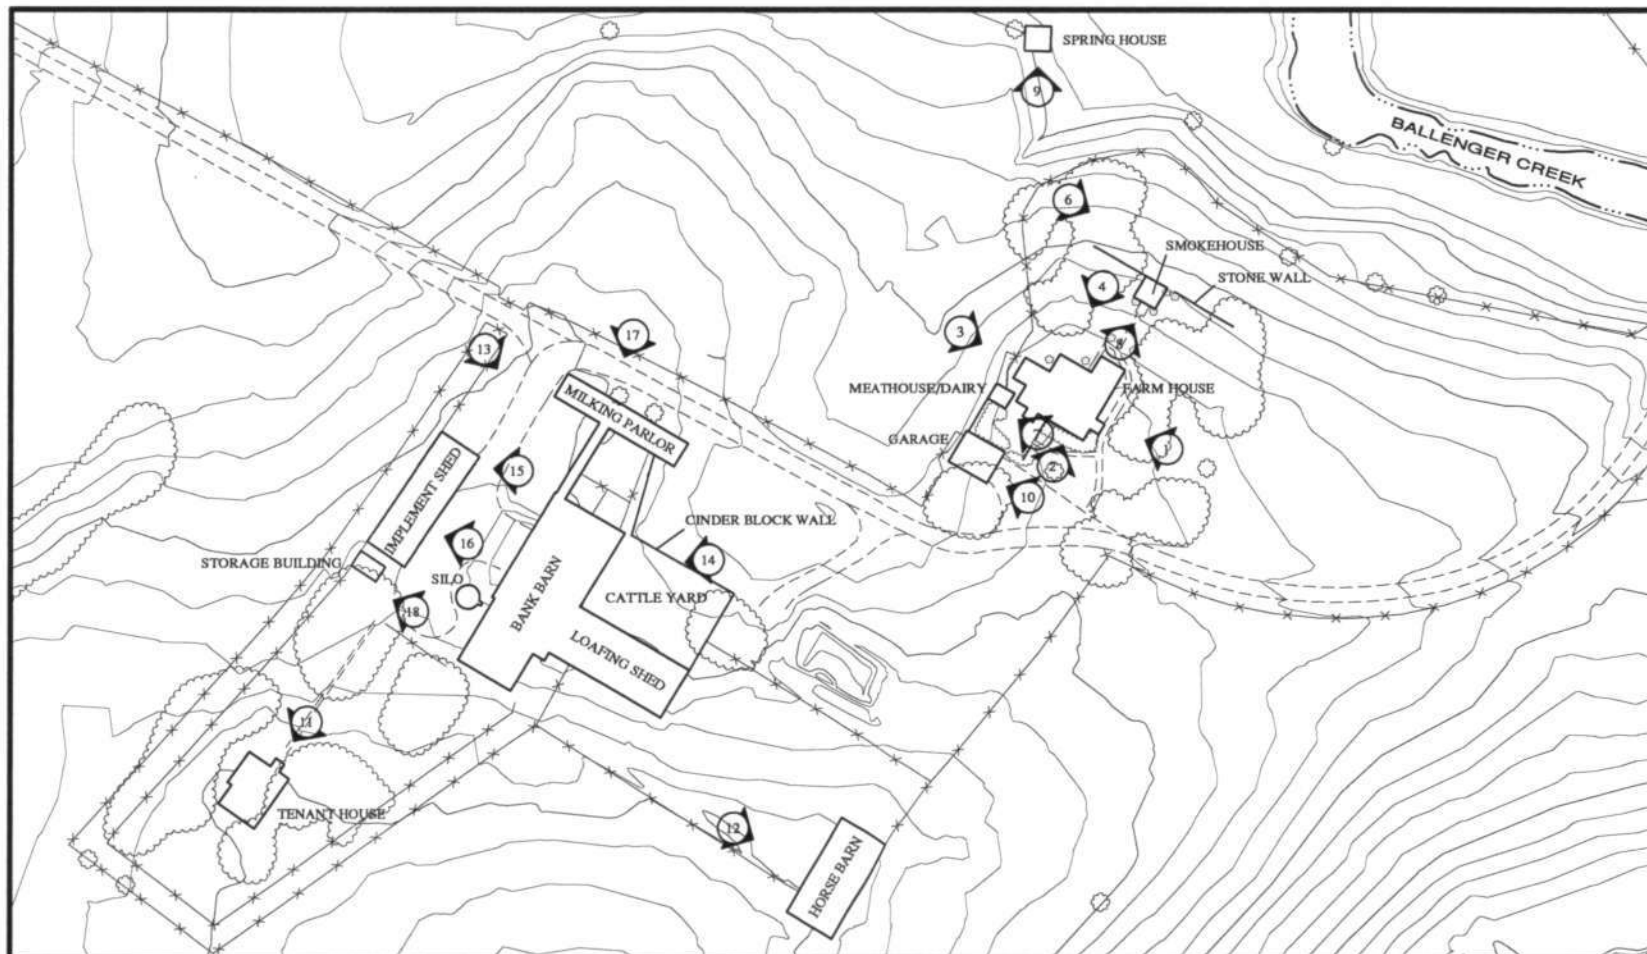 SPRING HOUSE
9
BALLENGER CREEK
6
SMOKEHOUSE
STONE WALL
4
3
17
13
MEATHOUSE/DAIRY
FARM HOUSE
MILKING PARLOR
GARAGE
1
2
15
10
IMPLEMENT SHED
CINDER BLOCK WALL
16
14
STORAGE BUILDING
SILO
BANK BARN
CATTLE YARD
18
LOAFING SHED
11
TENANT HOUSE
12
HORSE BARN